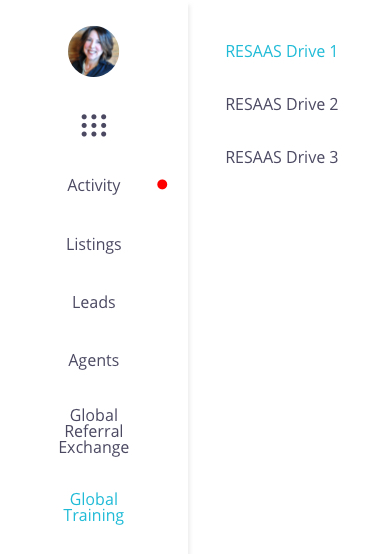 Activity
Listings
Leads
Agents
Global
Referral
Exchange
Global
Training
RESAAS Drive 1
RESAAS Drive 2
RESAAS Drive 3